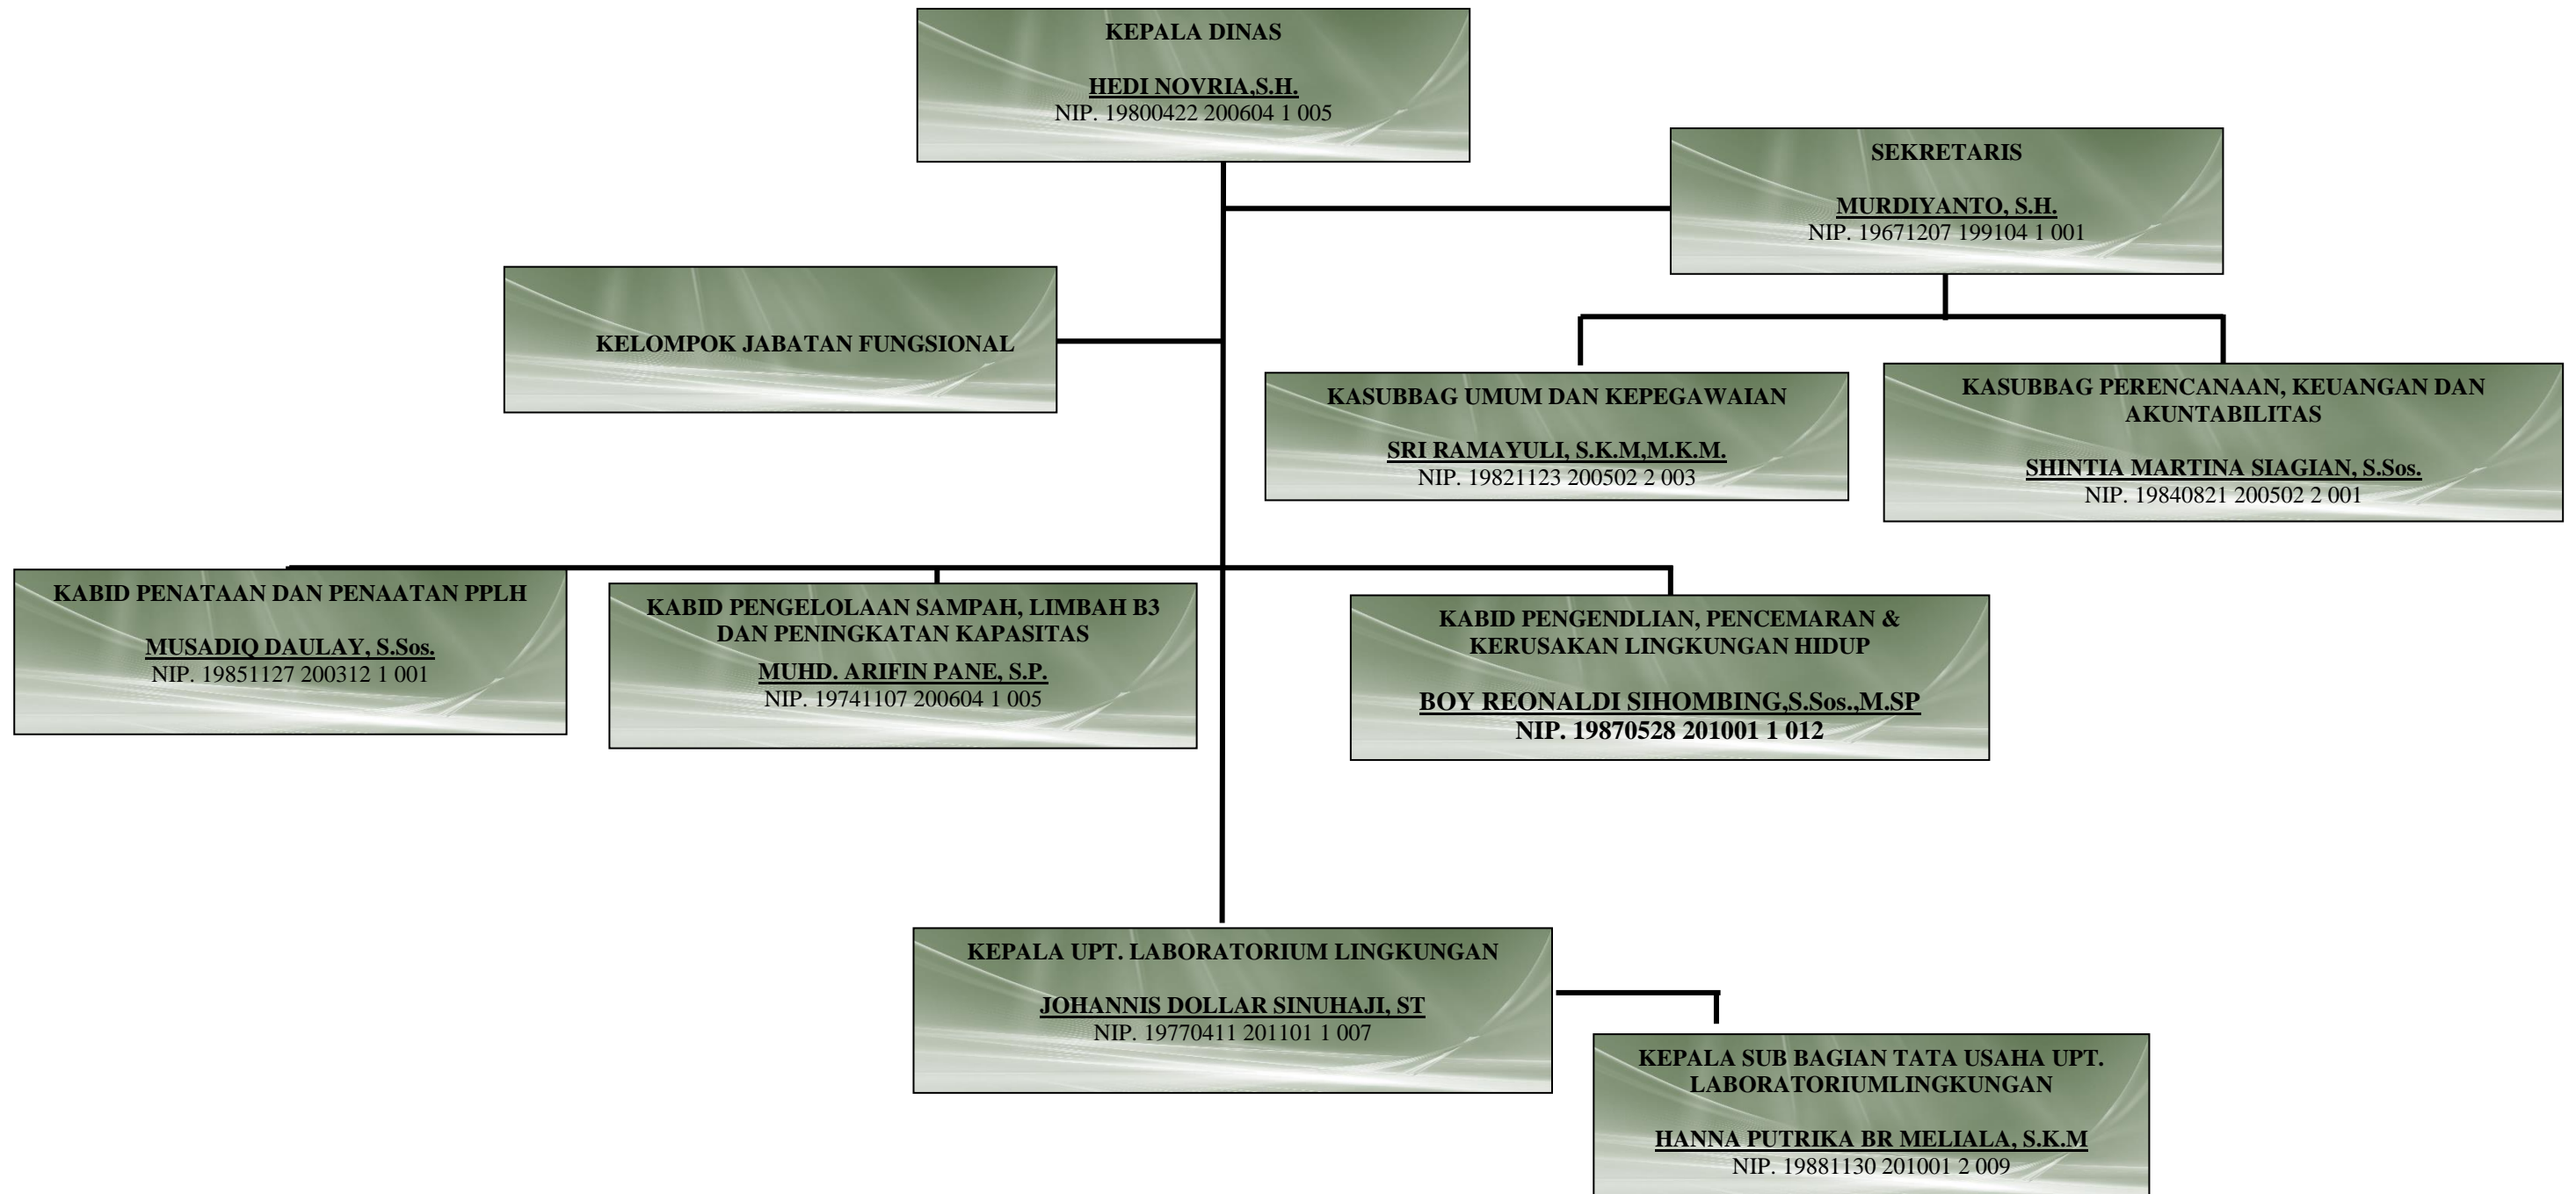 KEPALA DINAS
HEDI NOVRIA,S.H.
NIP. 19800422 200604 1 005
SEKRETARIS
MURDIYANTO, S.H.
NIP. 19671207 199104 1 001
KELOMPOK JABATAN FUNGSIONAL
KASUBBAG UMUM DAN KEPEGAWAIAN
SRI RAMAYULI, S.K.M,M.K.M.
NIP. 19821123 200502 2 003
KASUBBAG PERENCANAAN, KEUANGAN DAN
AKUNTABILITAS
SHINTIA MARTINA SIAGIAN, S.Sos.
NIP. 19840821 200502 2 001
KABID PENATAAN DAN PENAATAN PPLH
MUSADIQ DAULAY, S.Sos.
NIP. 19851127 200312 1 001
KABID PENGELOLAAN SAMPAH, LIMBAH B3
DAN PENINGKATAN KAPASITAS
MUHD. ARIFIN PANE, S.P.
NIP. 19741107 200604 1 005
KABID PENGENDLIAN, PENCEMARAN &
KERUSAKAN LINGKUNGAN HIDUP
BOY REONALDI SIHOMBING,S.Sos.,M.SP
NIP. 19870528 201001 1 012
KEPALA UPT. LABORATORIUM LINGKUNGAN
JOHANNIS DOLLAR SINUHAJI, ST
NIP. 19770411 201101 1 007
KEPALA SUB BAGIAN TATA USAHA UPT.
LABORATORIUMLINGKUNGAN
HANNA PUTRIKA BR MELIALA, S.K.M
NIP. 19881130 201001 2 009